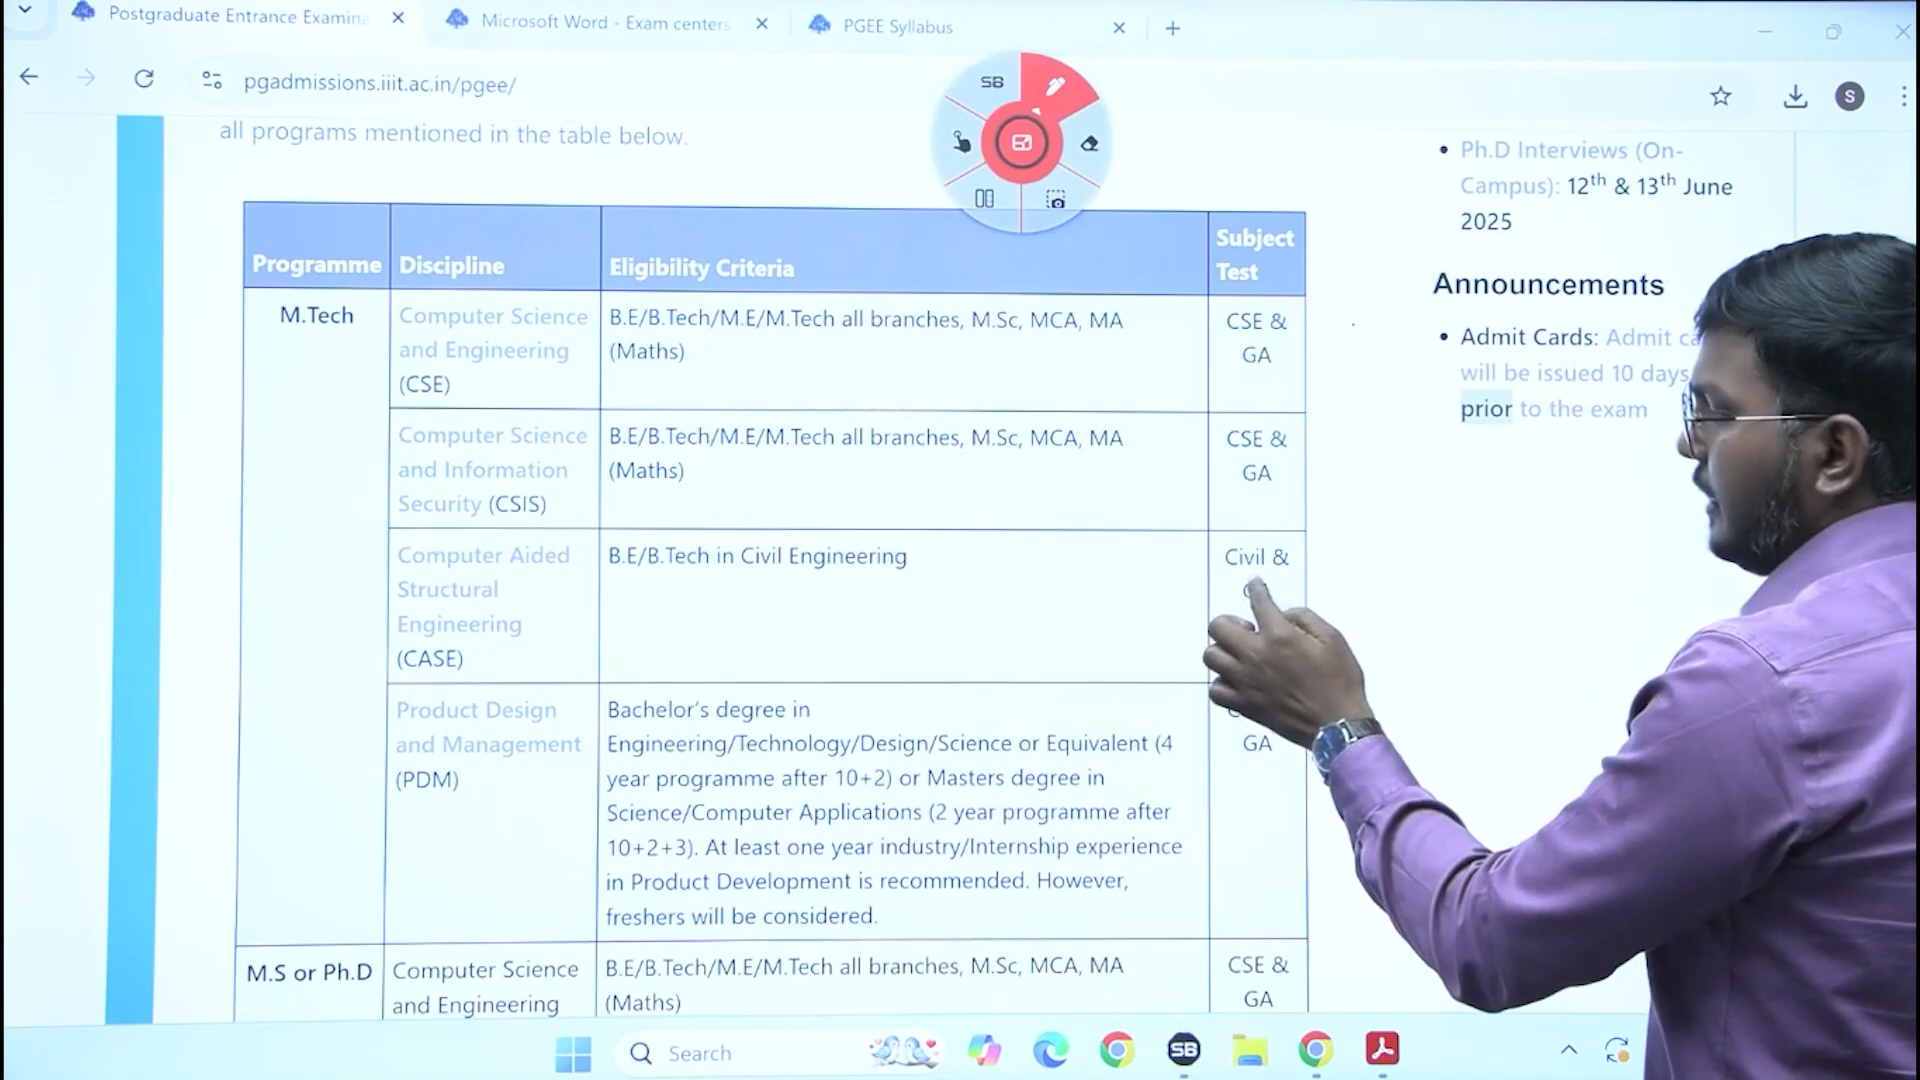 Postgraduate Entrance Examina
Microsoft Word - Exam centers
PGEE Syllabus
pgadmissions.iiit.ac.in/pgee/
S
SB
all programs mentioned in the table below.
Programme
Discipline
Eligibility Criteria
Subject
Test
M.Tech
Computer Science
and Engineering
(CSE)
B.E/B.Tech/M.E/M.Tech all branches, M.Sc, MCA, MA
(Maths)
CSE &
GA
Computer Science
and Information
Security (CSIS)
B.E/B.Tech/M.E/M.Tech all branches, M.Sc, MCA, MA
(Maths)
CSE &
GA
Computer Aided
Structural
Engineering
(CASE)
B.E/B.Tech in Civil Engineering
Civil &
Product Design
and Management
(PDM)
Bachelor's degree in
Engineering/Technology/Design/Science or Equivalent (4
year programme after 10+2) or Masters degree in
Science/Computer Applications (2 year programme after
10+2+3). At least one year industry/Internship experience
in Product Development is recommended. However,
freshers will be considered.
GA
M.S or Ph.D
Computer Science
and Engineering
B.E/B.Tech/M.E/M.Tech all branches, M.Sc, MCA, MA
(Maths)
CSE &
GA
Ph.D Interviews (On-
Campus): 12th & 13th June
2025
Announcements
Admit Cards: Admit
will be issued 10 days
prior to the exam
Search
SB